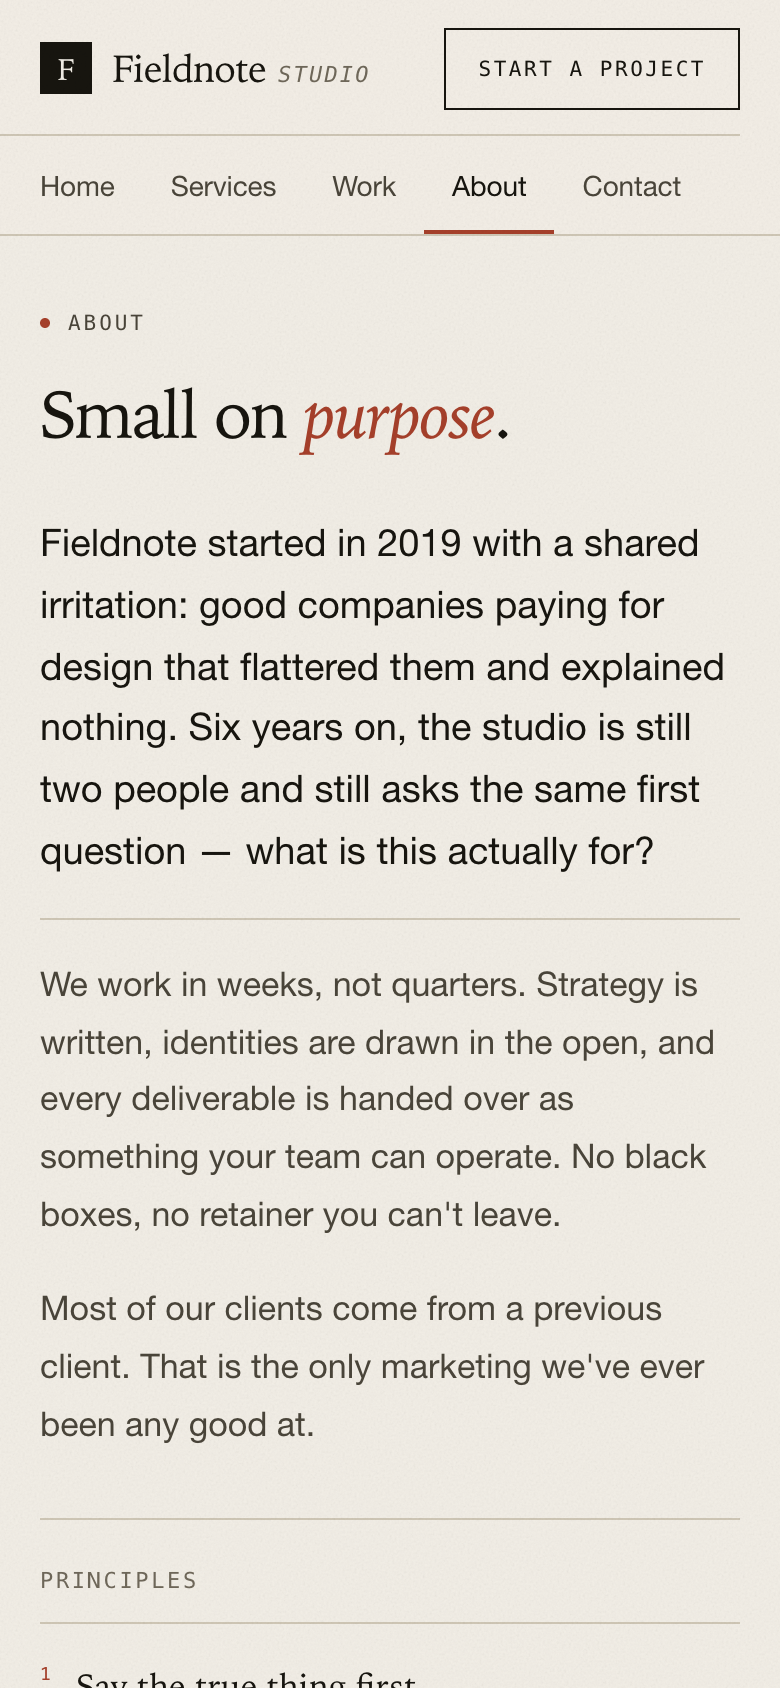 F Fieldnote STUDIO
START A PROJECT
Home Services Work About Contact
ABOUT
Small on purpose.
Fieldnote started in 2019 with a shared
irritation: good companies paying for
design that flattered them and explained
nothing. Six years on, the studio is still
two people and still asks the same first
question — what is this actually for?
We work in weeks, not quarters. Strategy is
written, identities are drawn in the open, and
every deliverable is handed over as
something your team can operate. No black
boxes, no retainer you can't leave.
Most of our clients come from a previous
client. That is the only marketing we've ever
been any good at.
PRINCIPLES
1 Say the true thing first